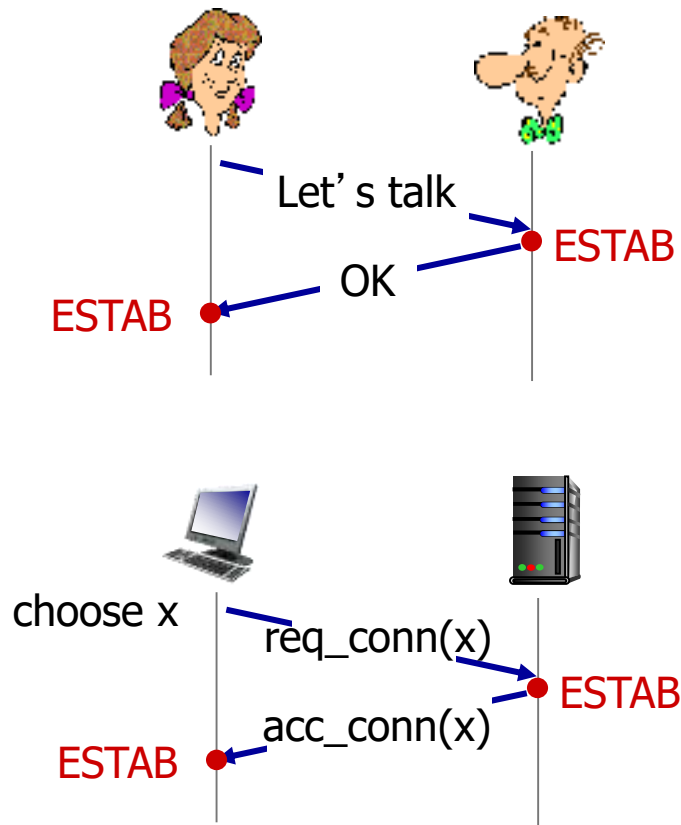 Let’s talk
ESTAB
OK
ESTAB
choose x
req_conn(x)
ESTAB
acc_conn(x)
ESTAB